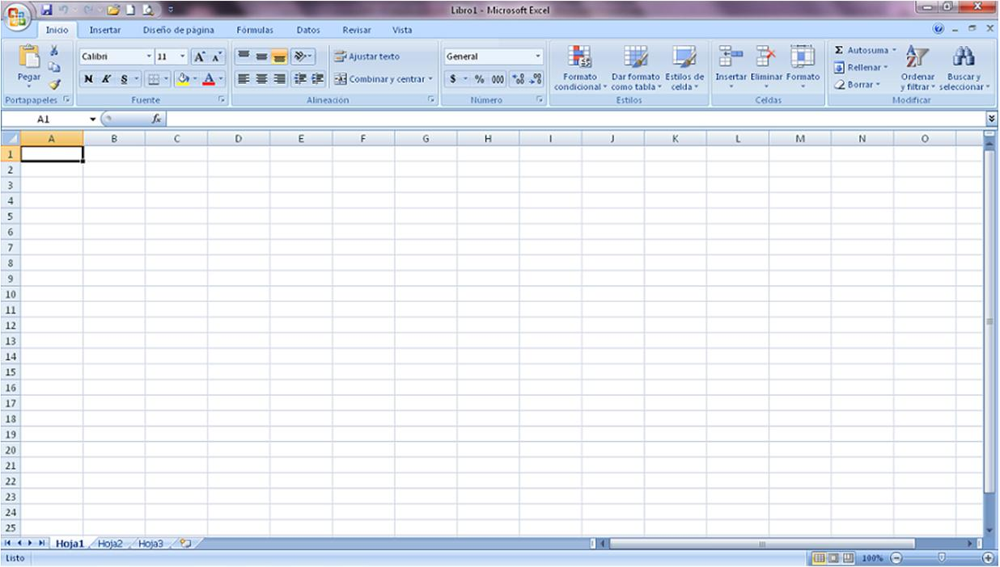 Libro1 - Microsoft Excel
Inicio Insertar Diseño de página Fórmulas Datos Revisar Vista
Pegar
Calibri 11
N K S
A
Ajustar texto
Combinar y centrar
General
$ % 000
Formato condicional
Dar formato como tabla
Estilos de celda
Insertar Eliminar Formato
Σ Autosuma
Rellenar
Borrar
Ordenar y filtrar
Buscar y seleccionar
Portapapeles Fuente Alineación Número Estilos Celdas Modificar
A1 fx
A B C D E F G H I J K L M N O
1
2
3
4
5
6
7
8
9
10
11
12
13
14
15
16
17
18
19
20
21
22
23
24
25
Hoja1 Hoja2 Hoja3
Listo 100%